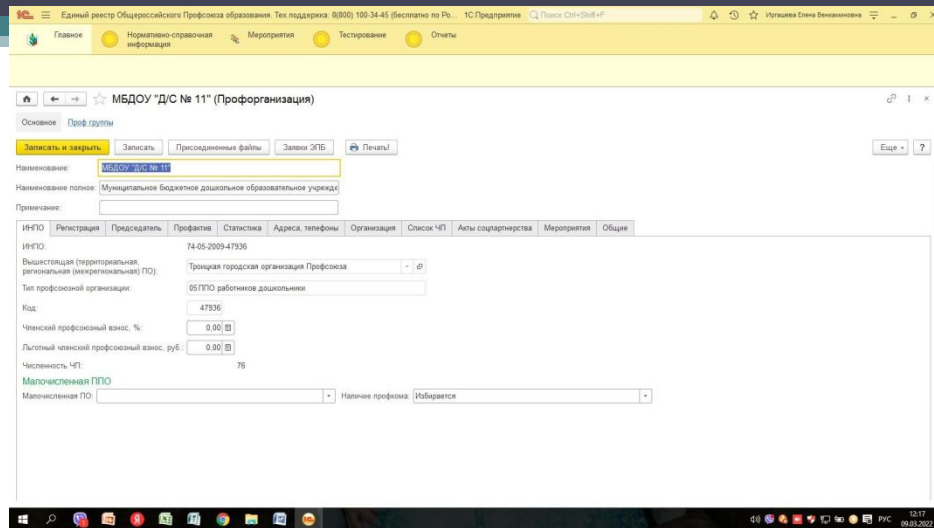 Единый реестр Общероссийского Профсоюза образования. Тех.поддержка: 8(800) 100-34-45 (бесплатно по Ро... 1С:Предприятие Поиск Ctrl+Shift+F Иргашева Елена Вениаминовна
Главное Нормативно-справочная информация Мероприятия Тестирование Отчеты
МБДОУ "Д/С № 11" (Профорганизация)
Основное Проф.группы
Записать и закрыть Записать Присоединенные файлы Заявки ЭПБ Печать! Еще ?
Наименование: МБДОУ "Д/С № 11"
Наименование полное: Муниципальное бюджетное дошкольное образовательное учрежде
Примечание:
ИНПО Регистрация Председатель Профактив Статистика Адреса, телефоны Организация Список ЧП Акты соцпартнерства Мероприятия Общие
ИНПО: 74-05-2009-47936
Вышестоящая (территориальная,
региональная (межрегиональная) ПО): Троицкая городская организация Профсоюза
Тип профсоюзной организации: 05 ППО работников дошкольники
Код: 47936
Членский профсоюзный взнос, %: 0,00
Льготный членский профсоюзный взнос, руб.: 0,00
Численность ЧП: 76
Малочисленная ППО
Малочисленная ПО: Наличие профкома: Избирается
РУС 12:17
09.03.2022